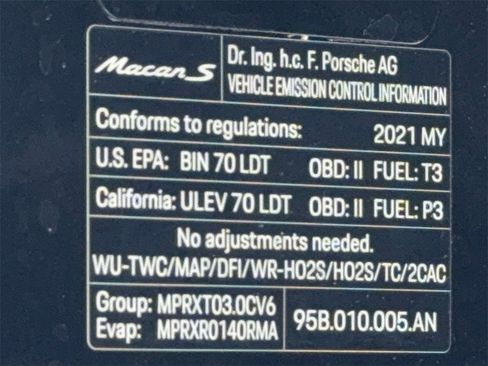 Macan S
Dr. Ing. h.c. F. Porsche AG
VEHICLE EMISSION CONTROL INFORMATION
Conforms to regulations: 2021 MY
U.S. EPA: BIN 70 LDT OBD: II FUEL: T3
California: ULEV 70 LDT OBD: II FUEL: P3
No adjustments needed.
WU-TWC/MAP/DFI/WR-HO2S/HO2S/TC/2CAC
Group: MPRXT03.0CV6
Evap: MPRXR0140RMA
95B.010.005.AN